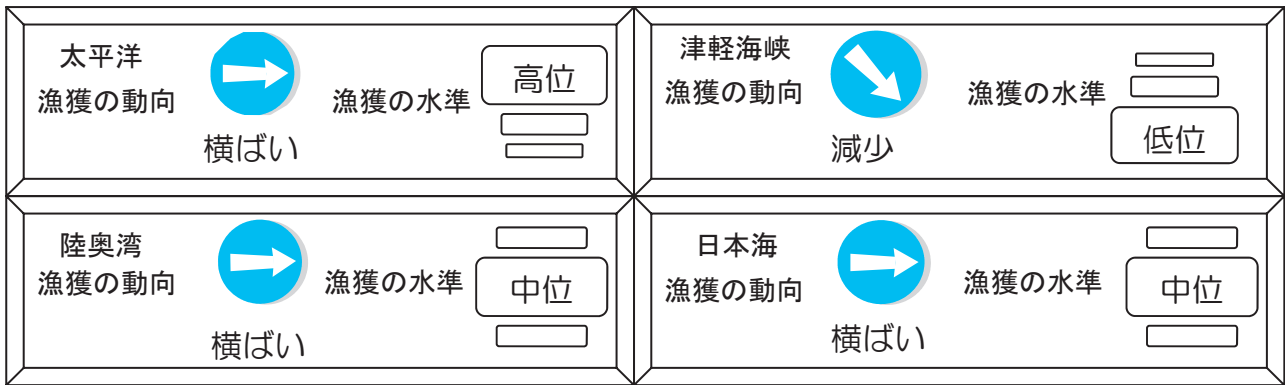 太平洋
漁獲の動向
横ばい
漁獲の水準
高位
津軽海峡
漁獲の動向
減少
漁獲の水準
低位
陸奥湾
漁獲の動向
横ばい
漁獲の水準
中位
日本海
漁獲の動向
横ばい
漁獲の水準
中位